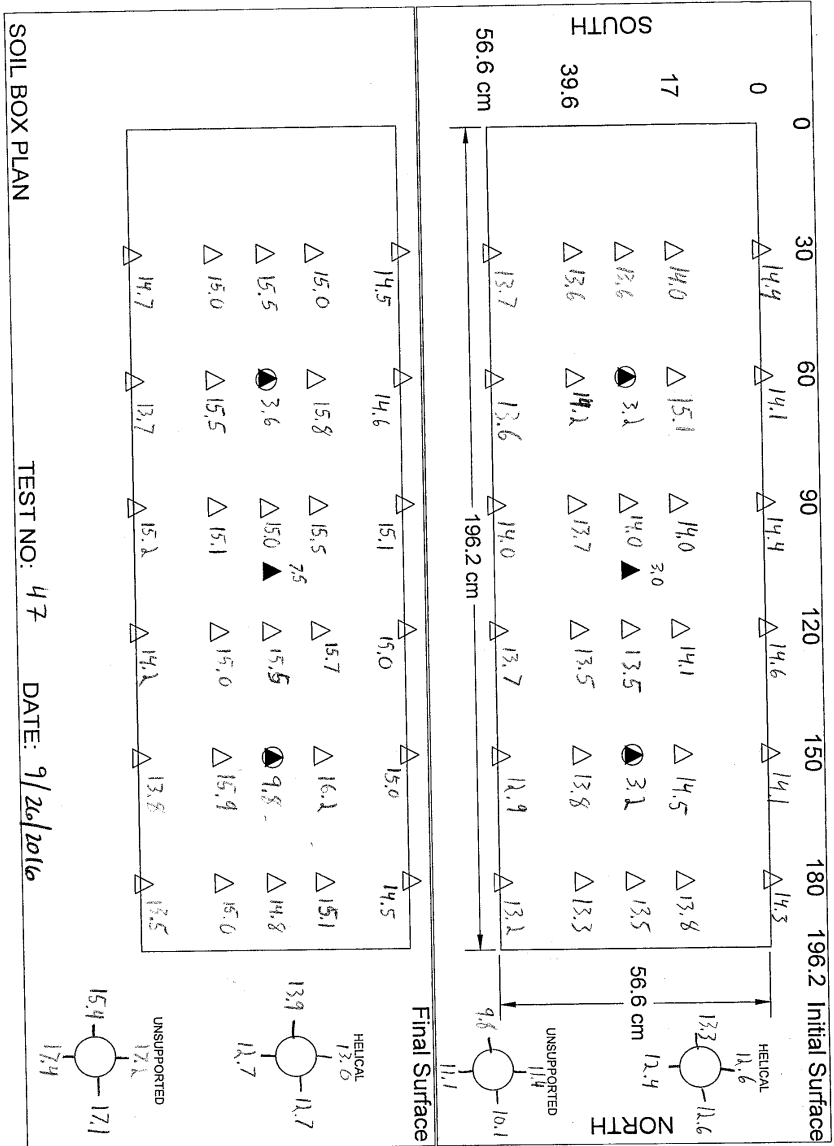 Initial Surface
0 30 60 90 120 150 180 196.2
SOUTH
NORTH
0
17
39.6
56.6 cm
14.4 14.1 14.4 14.6 14.1 14.3
14.0 15.1 14.0 14.1 14.5 13.8
13.6 3.2 14.0 3.0 13.5 3.2 13.5
13.6 14.2 13.7 13.5 13.8 13.3
13.7 13.6 14.0 13.7 12.9 13.2
196.2 cm
56.6 cm
HELICAL
12.6
13.3 12.6
12.4
UNSUPPORTED
11.4
9.8 10.1
11.1
Final Surface
14.5 14.6 15.1 15.0 15.0 14.5
15.0 15.8 15.5 15.7 16.2 15.1
15.5 3.6 15.0 7.5 15.5 9.8 14.8
15.0 15.5 15.1 15.0 15.9 15.0
14.7 13.7 15.2 14.2 13.8 13.5
HELICAL
13.0
13.9 12.7
12.7
UNSUPPORTED
17.2
15.4 17.1
17.4
SOIL BOX PLAN
TEST NO: 47 DATE: 9/26/2016